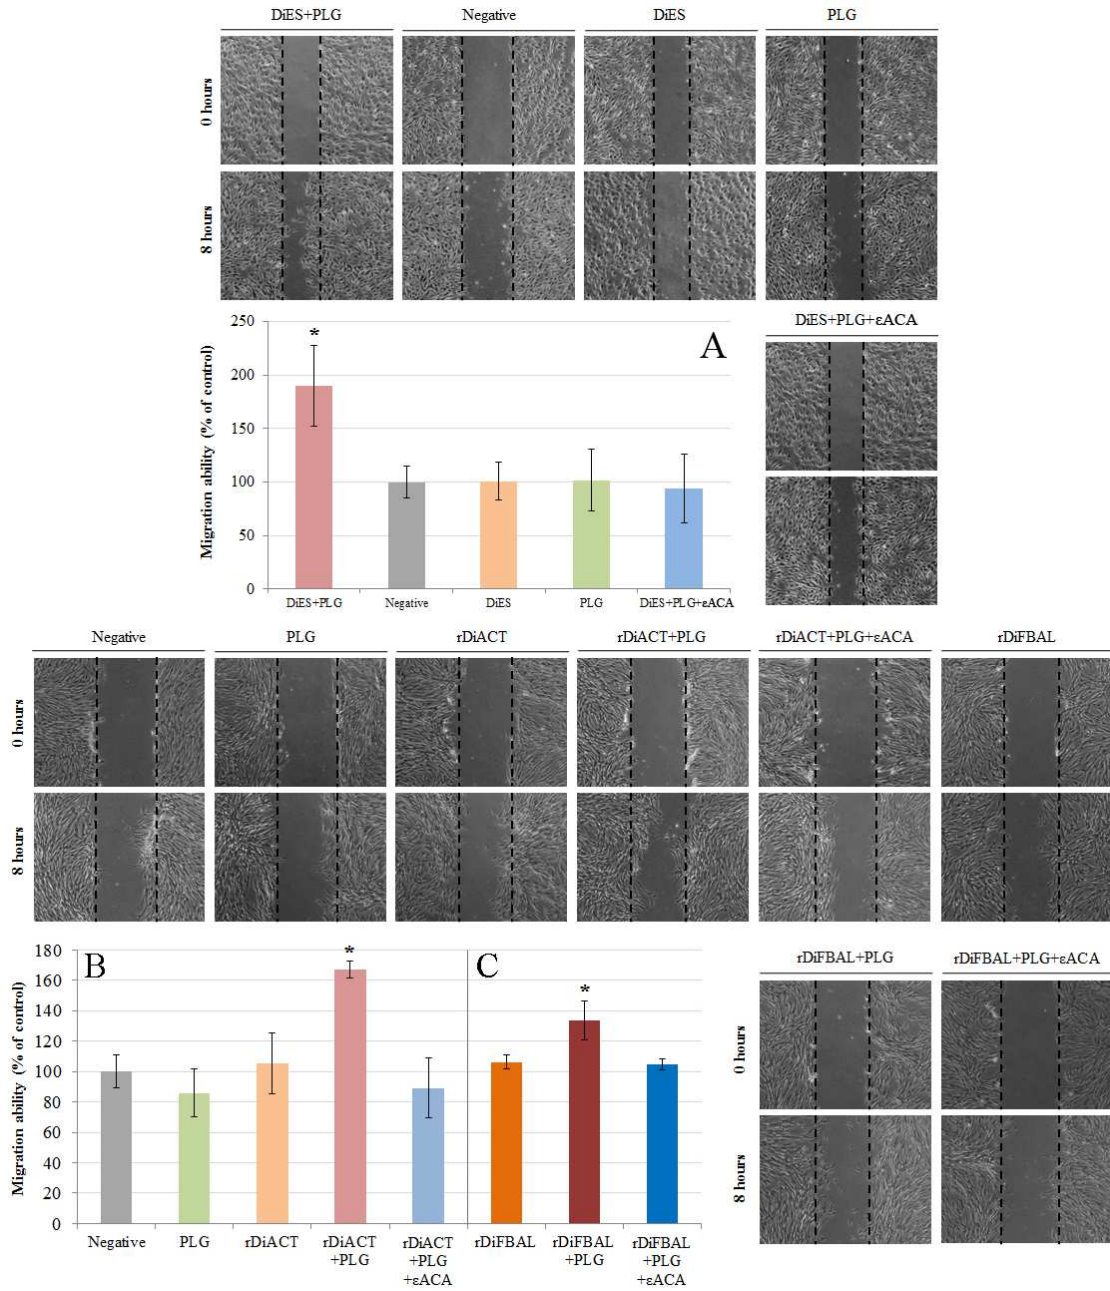 DiES+PLG
Negative
DiES
PLG
0 hours
8 hours
DiES+PLG+εACA
A
Migration ability (% of control)
250
200
150
100
50
0
*
DiES+PLG
Negative
DiES
PLG
DiES+PLG+εACA
Negative
PLG
rDiACT
rDiACT+PLG
rDiACT+PLG+εACA
rDiFBAL
0 hours
8 hours
B
C
Migration ability (% of control)
180
160
140
120
100
80
60
40
20
0
*
*
Negative
PLG
rDiACT
rDiACT
+PLG
rDiACT
+PLG
+εACA
rDiFBAL
rDiFBAL
+PLG
rDiFBAL
+PLG
+εACA
rDiFBAL+PLG
rDiFBAL+PLG+εACA
0 hours
8 hours